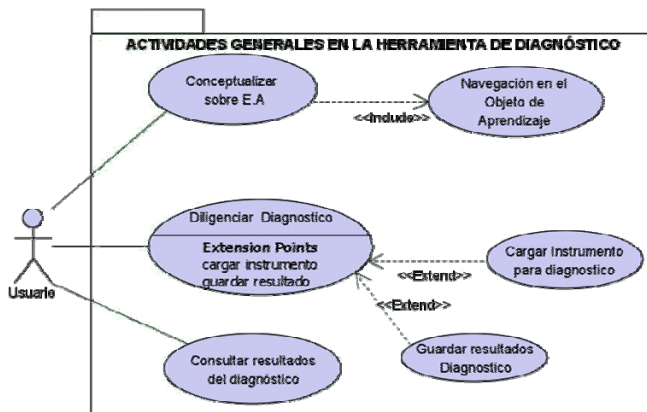 ACTIVIDADES GENERALES EN LA HERRAMIENTA DE DIAGNÓSTICO
Conceptualizar
sobre E.A
<<Include>>
Navegación en el
Objeto de
Aprendizaje
Diligenciar Diagnostico
Extension Points
cargar instrumento
guardar resultado
<<Extend>>
Cargar Instrumento
para diagnostico
<<Extend>>
Usuario
Consultar resultados
del diagnóstico
Guardar resultados
Diagnostico